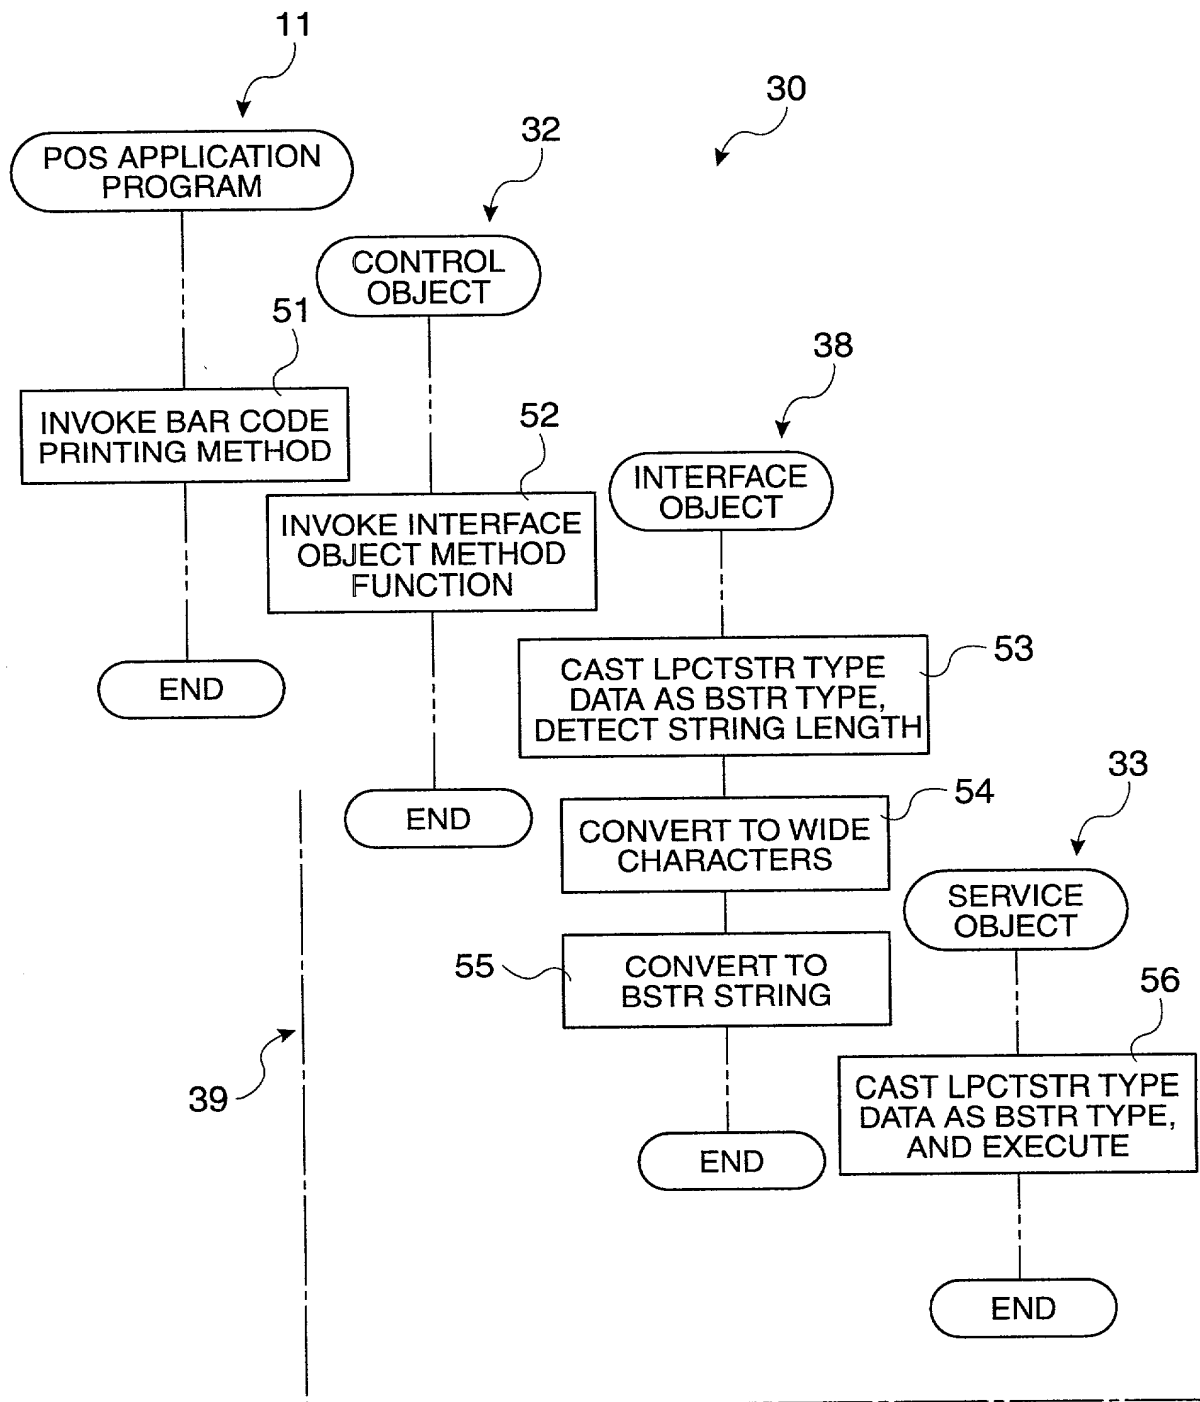 11
POS APPLICATION
PROGRAM
30
32
CONTROL
OBJECT
51
INVOKE BAR CODE
PRINTING METHOD
38
52
INTERFACE
OBJECT
INVOKE INTERFACE
OBJECT METHOD
FUNCTION
END
53
CAST LPCTSTR TYPE
DATA AS BSTR TYPE,
DETECT STRING LENGTH
END
54
CONVERT TO WIDE
CHARACTERS
33
SERVICE
OBJECT
55
CONVERT TO
BSTR STRING
56
39
CAST LPCTSTR TYPE
DATA AS BSTR TYPE,
AND EXECUTE
END
END